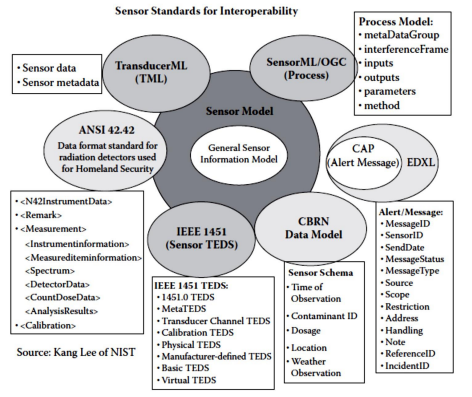 Sensor Standards for Interoperability
• Sensor data
• Sensor metadata
TransducerML
(TML)
SensorML/OGC
(Process)
Process Model:
• metaDataGroup
• interferenceFrame
• inputs
• outputs
• parameters
• method
Sensor Model
General Sensor
Information Model
ANSI 42.42
Data format standard for
radiation detectors used
for Homeland Security
CAP
(Alert Message)
EDXL
IEEE 1451
(Sensor TEDS)
CBRN
Data Model
• <N42InstrumentData>
• <Remark>
• <Measurement>
<Instrumentinformation>
<Measurediteminformation>
<Spectrum>
<DetectorData>
<CountDoseData>
<AnalysisResults>
• <Calibration>
IEEE 1451 TEDS:
• 1451.0 TEDS
• MetaTEDS
• Transducer Channel TEDS
• Calibration TEDS
• Physical TEDS
• Manufacturer-defined TEDS
• Basic TEDS
• Virtual TEDS
Sensor Schema
• Time of
Observation
• Contaminant ID
• Dosage
• Location
• Weather
Observation
Alert/Message:
• MessageID
• SensorID
• SendDate
• MessageStatus
• MessageType
• Source
• Scope
• Restriction
• Address
• Handling
• Note
• ReferenceID
• IncidentID
Source: Kang Lee of NIST